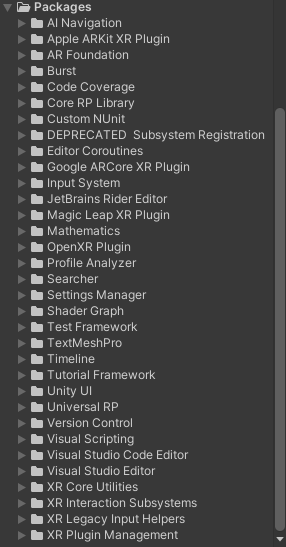 Packages
AI Navigation
Apple ARKit XR Plugin
AR Foundation
Burst
Code Coverage
Core RP Library
Custom NUnit
DEPRECATED  Subsystem Registration
Editor Coroutines
Google ARCore XR Plugin
Input System
JetBrains Rider Editor
Magic Leap XR Plugin
Mathematics
OpenXR Plugin
Profile Analyzer
Searcher
Settings Manager
Shader Graph
Test Framework
TextMeshPro
Timeline
Tutorial Framework
Unity UI
Universal RP
Version Control
Visual Scripting
Visual Studio Code Editor
Visual Studio Editor
XR Core Utilities
XR Interaction Subsystems
XR Legacy Input Helpers
XR Plugin Management